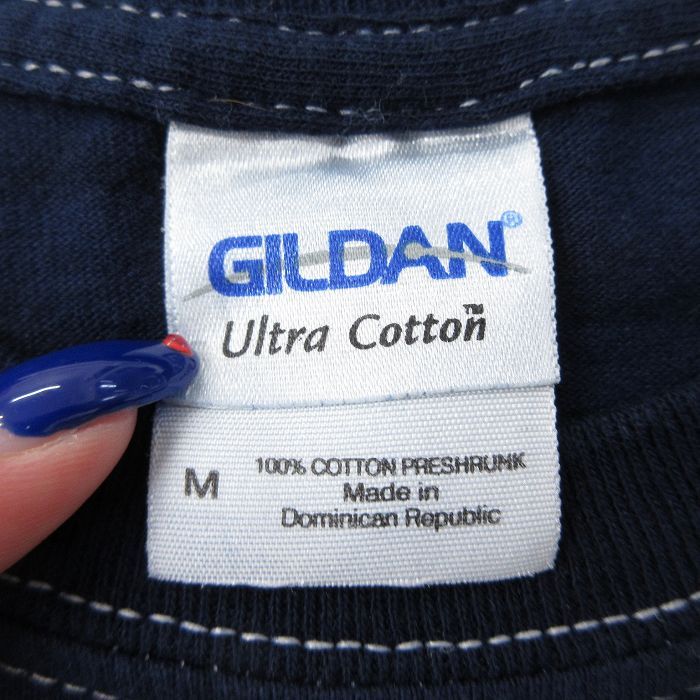 GILDAN®
Ultra Cotton™
M
100% COTTON PRESHRUNK
Made in
Dominican Republic